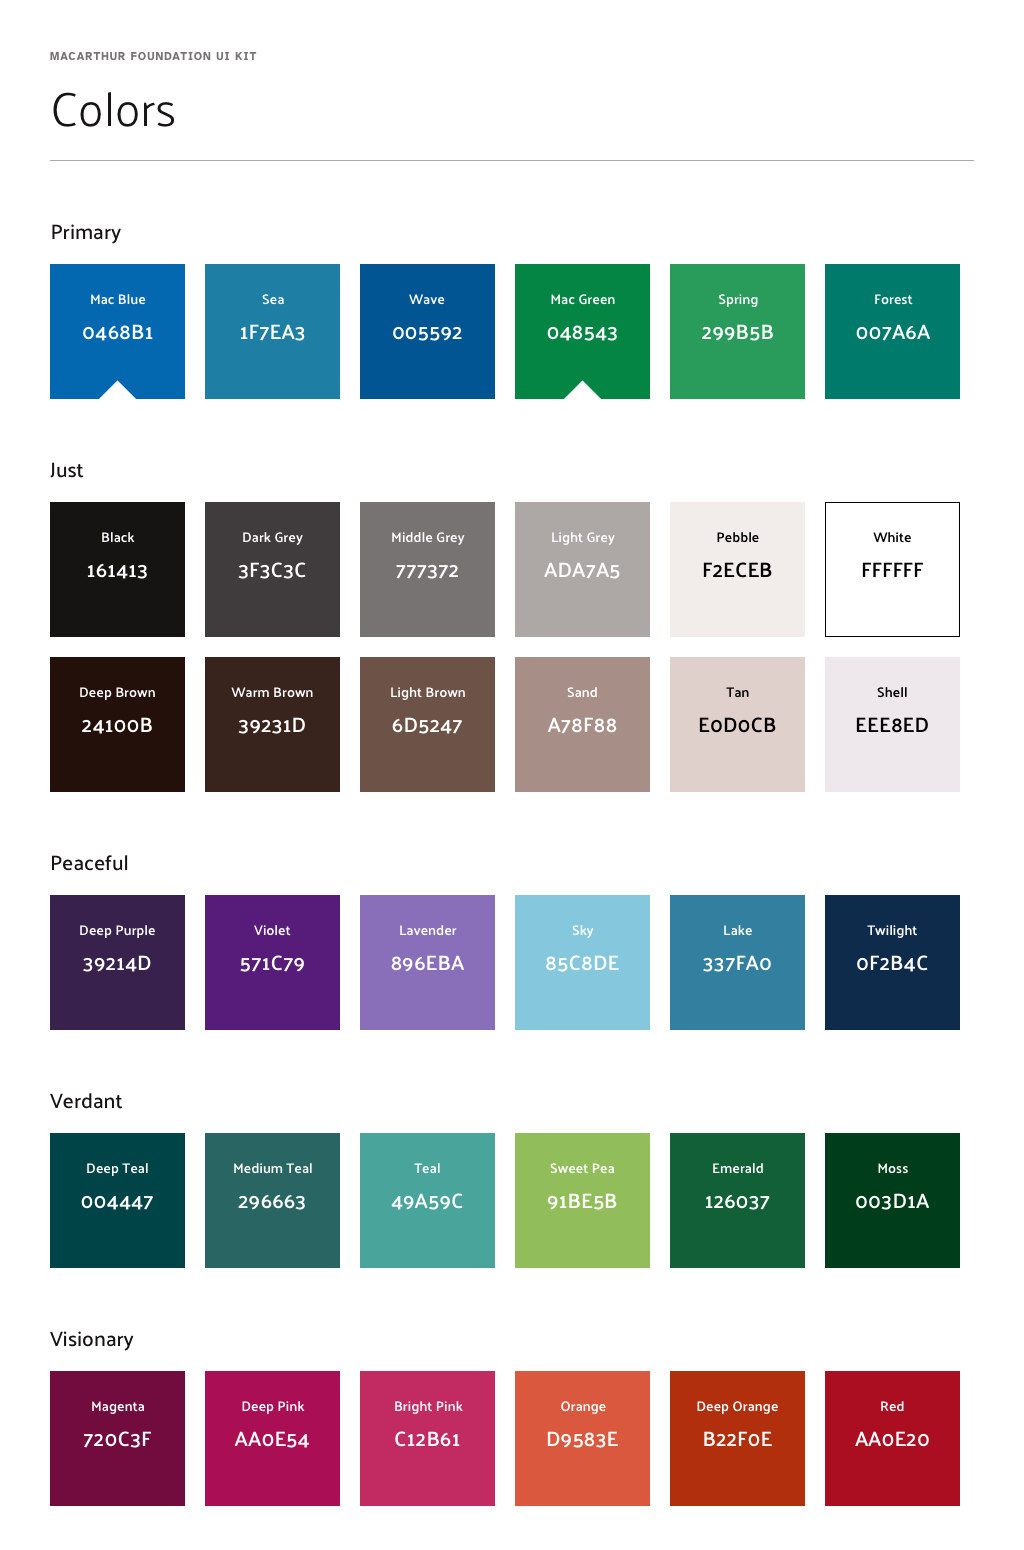 MACARTHUR FOUNDATION UI KIT
Colors
Primary
Mac Blue Sea Wave Mac Green Spring Forest
0468B1 1F7EA3 005592 048543 299B5B 007A6A
Just
Black Dark Grey Middle Grey Light Grey Pebble White
161413 3F3C3C 777372 ADA7A5 F2ECEB FFFFFF
Deep Brown Warm Brown Light Brown Sand Tan Shell
24100B 39231D 6D5247 A78F88 E0D0CB EEE8ED
Peaceful
Deep Purple Violet Lavender Sky Lake Twilight
39214D 571C79 896EBA 85C8DE 337FA0 0F2B4C
Verdant
Deep Teal Medium Teal Teal Sweet Pea Emerald Moss
004447 296663 49A59C 91BE5B 126037 003D1A
Visionary
Magenta Deep Pink Bright Pink Orange Deep Orange Red
720C3F AA0E54 C12B61 D9583E B22F0E AA0E20